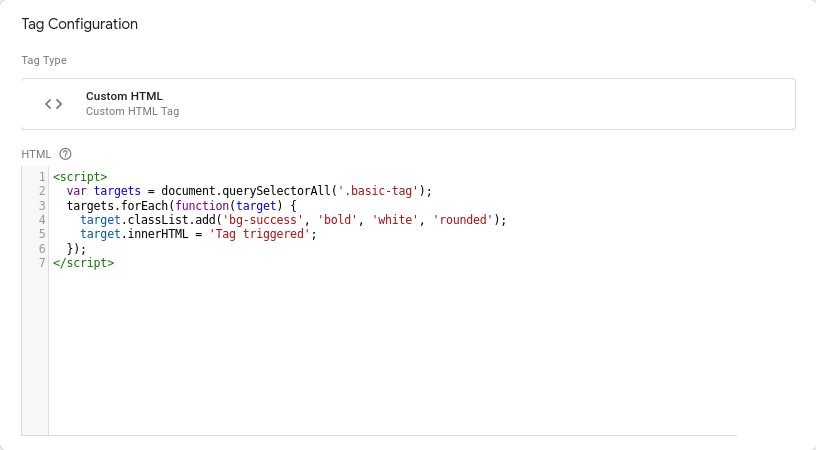 Tag Configuration
Tag Type
Custom HTML
Custom HTML Tag
HTML ?
1 <script>
2   var targets = document.querySelectorAll('.basic-tag');
3   targets.forEach(function(target) {
4     target.classList.add('bg-success', 'bold', 'white', 'rounded');
5     target.innerHTML = 'Tag triggered';
6   });
7 </script>